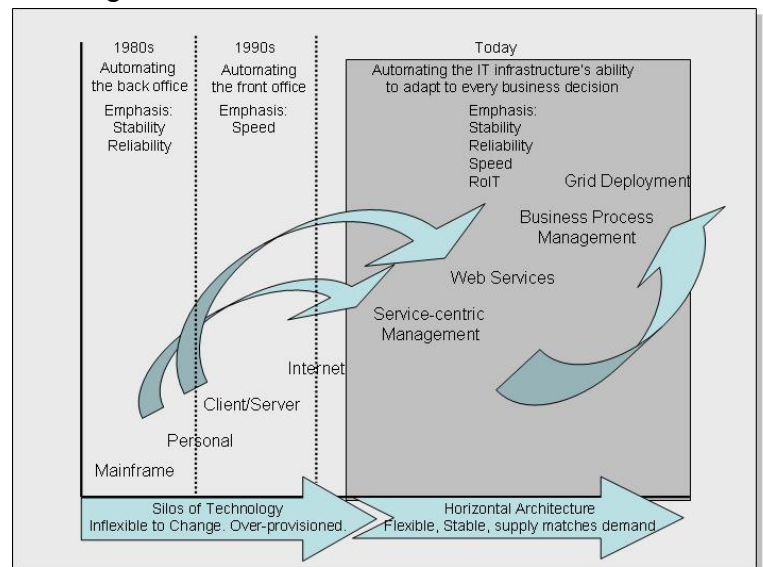 1980s
Automating
the back office
Emphasis:
Stability
Reliability
1990s
Automating
the front office
Emphasis:
Speed
Today
Automating the IT infrastructure's ability
to adapt to every business decision
Emphasis:
Stability
Reliability
Speed
RoIT
Grid Deployment
Business Process
Management
Web Services
Service-centric
Management
Internet
Client/Server
Personal
Mainframe
Silos of Technology
Inflexible to Change. Over-provisioned.
Horizontal Architecture
Flexible, Stable, supply matches demand